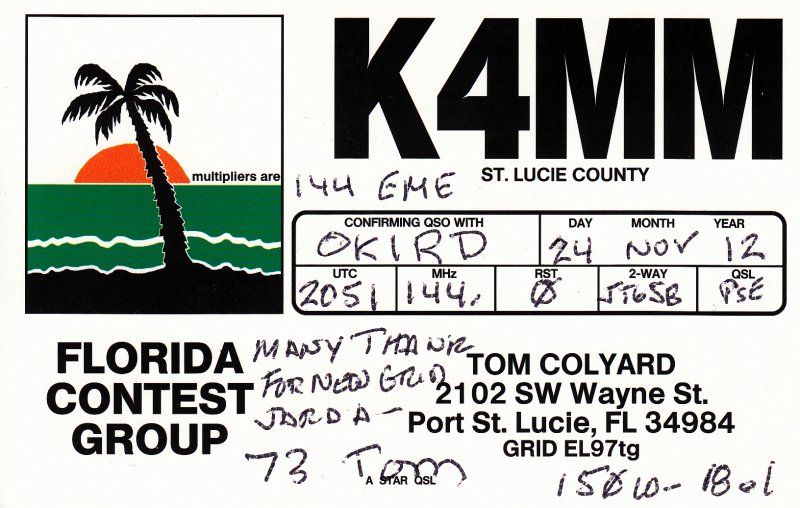 K4MM
multipliers are
144 EME
ST. LUCIE COUNTY
CONFIRMING QSO WITH DAY MONTH YEAR
OK1RD 24 NOV 12
UTC MHz RST 2-WAY QSL
2051 144. Ø JT65B PSE
FLORIDA
CONTEST
GROUP
MANY THANK
FOR NEW GRID
JARDA-
73 Tom
TOM COLYARD
2102 SW Wayne St.
Port St. Lucie, FL 34984
GRID EL97tg
A STAR QSL